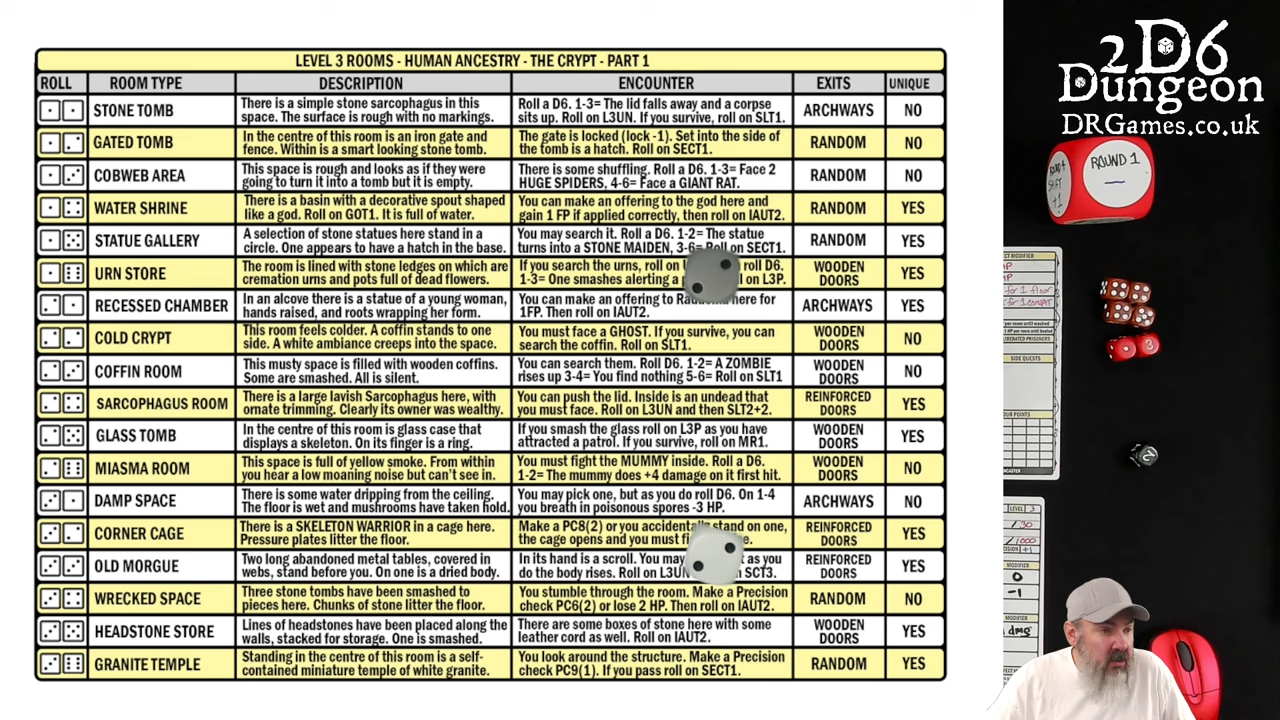 LEVEL 3 ROOMS - HUMAN ANCESTRY - THE CRYPT - PART 1
ROLL ROOM TYPE DESCRIPTION ENCOUNTER EXITS UNIQUE
STONE TOMB
There is a simple stone sarcophagus in this
space. The surface is rough with no markings.
Roll a D6. 1-3= The lid falls away and a corpse
sits up. Roll on L3UN. If you survive, roll on SLT1.
ARCHWAYS
NO
GATED TOMB
In the centre of this room is an iron gate and
fence. Within is a smart looking stone tomb.
The gate is locked (lock -1). Set into the side of
the tomb is a hatch. Roll on SECT1.
RANDOM
NO
COBWEB AREA
This space is rough and looks as if they were
going to turn it into a tomb but it is empty.
There is some shuffling. Roll a D6. 1-3= Face 2
HUGE SPIDERS, 4-6= Face a GIANT RAT.
RANDOM
NO
WATER SHRINE
There is a basin with a decorative spout shaped
like a god. Roll on GOT1. It is full of water.
You can make an offering to the god here and
gain 1 FP if applied correctly, then roll on IAUT2.
RANDOM
YES
STATUE GALLERY
A selection of stone statues here stand in a
circle. One appears to have a hatch in the base.
You may search it. Roll a D6. 1-2= The statue
turns into a STONE MAIDEN, 3-6= Roll on SECT1.
RANDOM
YES
URN STORE
The room is lined with stone ledges on which are
cremation urns and pots full of dead flowers.
If you search the urns, roll on roll D6.
1-3= One smashes alerting a on L3P.
WOODEN
DOORS
YES
RECESSED CHAMBER
In an alcove there is a statue of a young woman,
hands raised, and roots wrapping her form.
You can make an offering to here for
1FP. Then roll on IAUT2.
ARCHWAYS
YES
COLD CRYPT
This room feels colder. A coffin stands to one
side. A white ambiance creeps into the space.
You must face a GHOST. If you survive, you can
search the coffin. Roll on SLT1.
WOODEN
DOORS
NO
COFFIN ROOM
This musty space is filled with wooden coffins.
Some are smashed. All is silent.
You can search them. Roll D6. 1-2= A ZOMBIE
rises up 3-4= You find nothing 5-6= Roll on SLT1
WOODEN
DOORS
NO
SARCOPHAGUS ROOM
There is a large lavish Sarcophagus here, with
ornate trimming. Clearly its owner was wealthy.
You can push the lid. Inside is an undead that
you must face. Roll on L3UN and then SLT2+2.
REINFORCED
DOORS
YES
GLASS TOMB
In the centre of this room is glass case that
displays a skeleton. On its finger is a ring.
If you smash the glass roll on L3P as you have
attracted a patrol. If you survive, roll on MR1.
WOODEN
DOORS
YES
MIASMA ROOM
This space is full of yellow smoke. From within
you hear a low moaning noise but can't see in.
You must fight the MUMMY inside. Roll a D6.
1-2= The mummy does +4 damage on it first hit.
WOODEN
DOORS
NO
DAMP SPACE
There is some water dripping from the ceiling.
The floor is wet and mushrooms have taken hold.
You may pick one, but as you do roll D6. On 1-4
you breath in poisonous spores -3 HP.
ARCHWAYS
NO
CORNER CAGE
There is a SKELETON WARRIOR in a cage here.
Pressure plates litter the floor.
Make a PC8(2) or you accidentally stand on one,
the cage opens and you must
REINFORCED
DOORS
YES
OLD MORGUE
Two long abandoned metal tables, covered in
webs, stand before you. On one is a dried body.
In its hand is a scroll. You may as you
do the body rises. Roll on L3UN SCT3.
REINFORCED
DOORS
YES
WRECKED SPACE
Three stone tombs have been smashed to
pieces here. Chunks of stone litter the floor.
You stumble through the room. Make a Precision
check PC6(2) or lose 2 HP. Then roll on IAUT2.
RANDOM
NO
HEADSTONE STORE
Lines of headstones have been placed along the
walls, stacked for storage. One is smashed.
There are some boxes of stone here with some
leather cord as well. Roll on IAUT2.
WOODEN
DOORS
YES
GRANITE TEMPLE
Standing in the centre of this room is a self-
contained miniature temple of white granite.
You look around the structure. Make a Precision
check PC9(1). If you pass roll on SECT1.
RANDOM
YES
2D6
Dungeon
DRGames.co.uk
ROUND 1
SHIFT
+1
for 1 floor
for 1 combat
LIBERATED PRISONERS
SIDE QUESTS
LEVEL 3
/30
/1000
+1
MODIFIER
0
-1
dmg
3
2